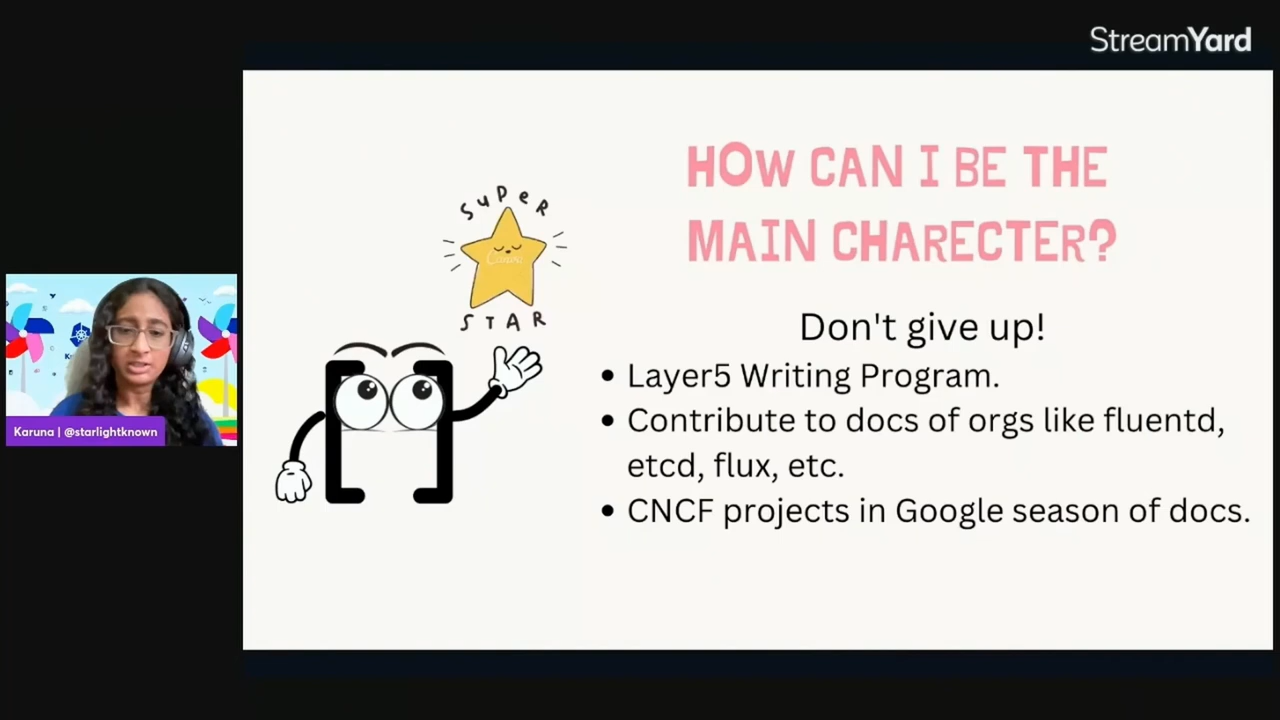 StreamYard
HOW CAN I BE THE
MAIN CHARECTER?
SUPER
Canva
STAR
Don't give up!
• Layer5 Writing Program.
• Contribute to docs of orgs like fluentd,
etcd, flux, etc.
• CNCF projects in Google season of docs.
Karuna | @starlightknown